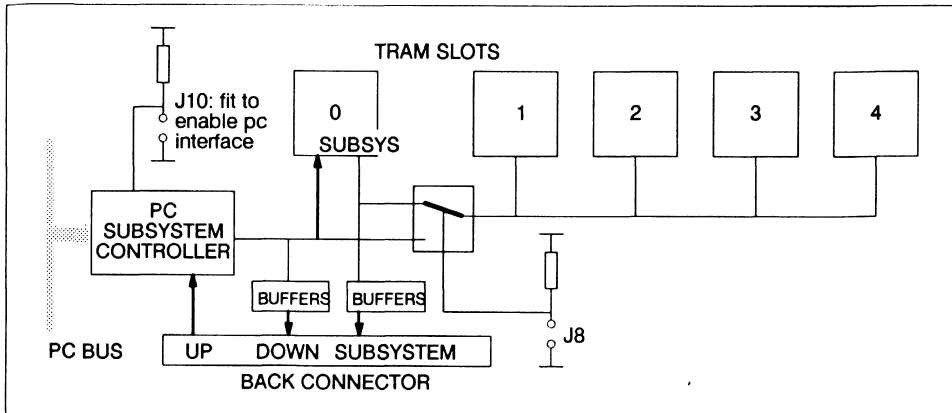 TRAM SLOTS
J10: fit to
enable pc
interface
0
SUBSYS
1
2
3
4
PC
SUBSYSTEM
CONTROLLER
BUFFERS
BUFFERS
J8
PC BUS
UP
DOWN
SUBSYSTEM
BACK CONNECTOR